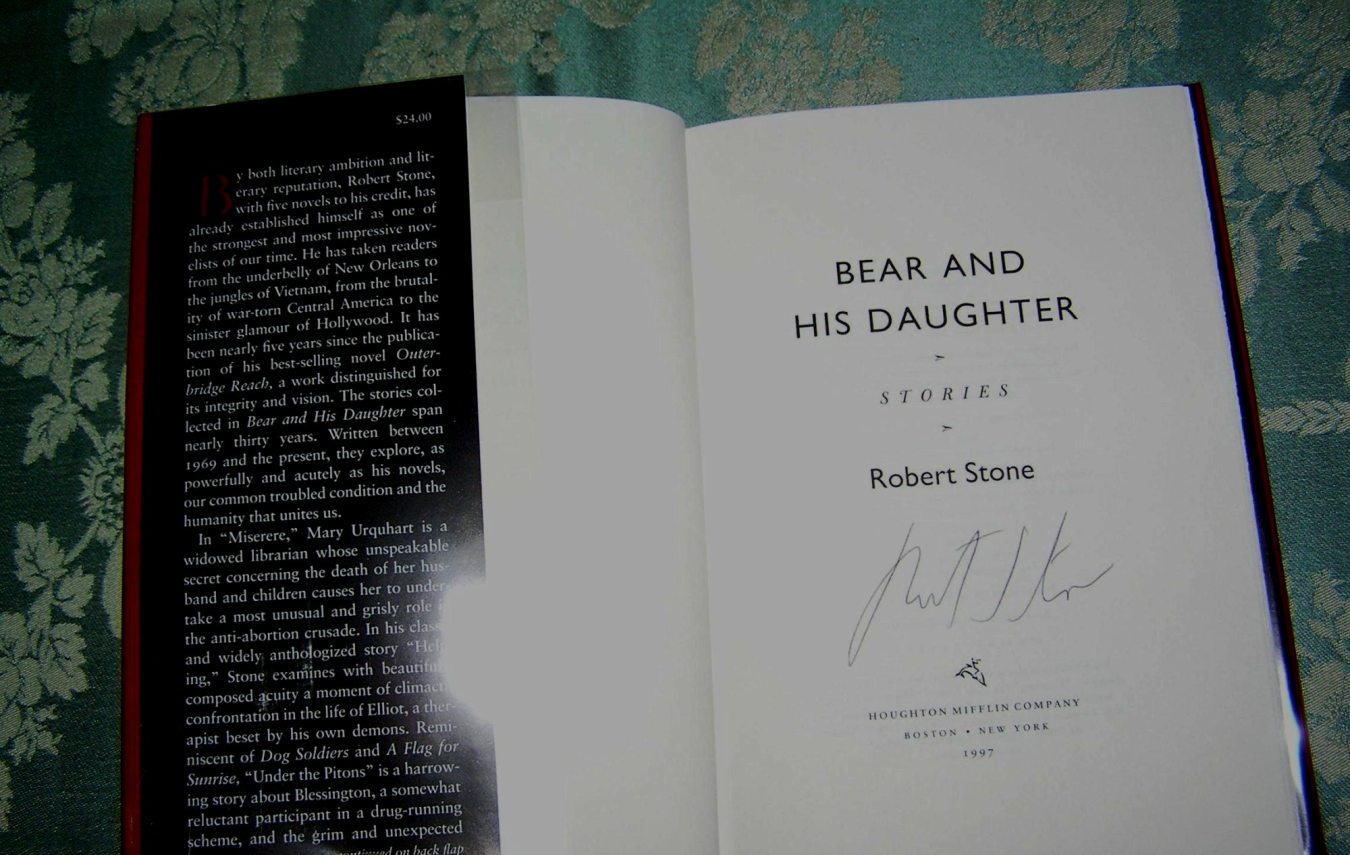 $24.00
By both literary ambition and lit-
erary reputation, Robert Stone,
with five novels to his credit, has
already established himself as one of
the strongest and most impressive nov-
elists of our time. He has taken readers
from the underbelly of New Orleans to
the jungles of Vietnam, from the brutal-
ity of war-torn Central America to the
sinister glamour of Hollywood. It has
been nearly five years since the publica-
tion of his best-selling novel Outer-
bridge Reach, a work distinguished for
its integrity and vision. The stories col-
lected in Bear and His Daughter span
nearly thirty years. Written between
1969 and the present, they explore, as
powerfully and acutely as his novels,
our common troubled condition and the
humanity that unites us.
In “Miserere,” Mary Urquhart is a
widowed librarian whose unspeakable
secret concerning the death of her hus-
band and children causes her to under-
take a most unusual and grisly role
the anti-abortion crusade. In his
and widely anthologized story
ing,” Stone examines with
composed acuity a moment of
confrontation in the life of Elliot, a ther-
apist beset by his own demons. Remi-
niscent of Dog Soldiers and A Flag for
Sunrise, “Under the Pitons” is a harrow-
ing story about Blessington, a somewhat
reluctant participant in a drug-running
scheme, and the grim and unexpected
continued on back flap
BEAR AND
HIS DAUGHTER
STORIES
Robert Stone
Robert Stone
HOUGHTON MIFFLIN COMPANY
BOSTON • NEW YORK
1997